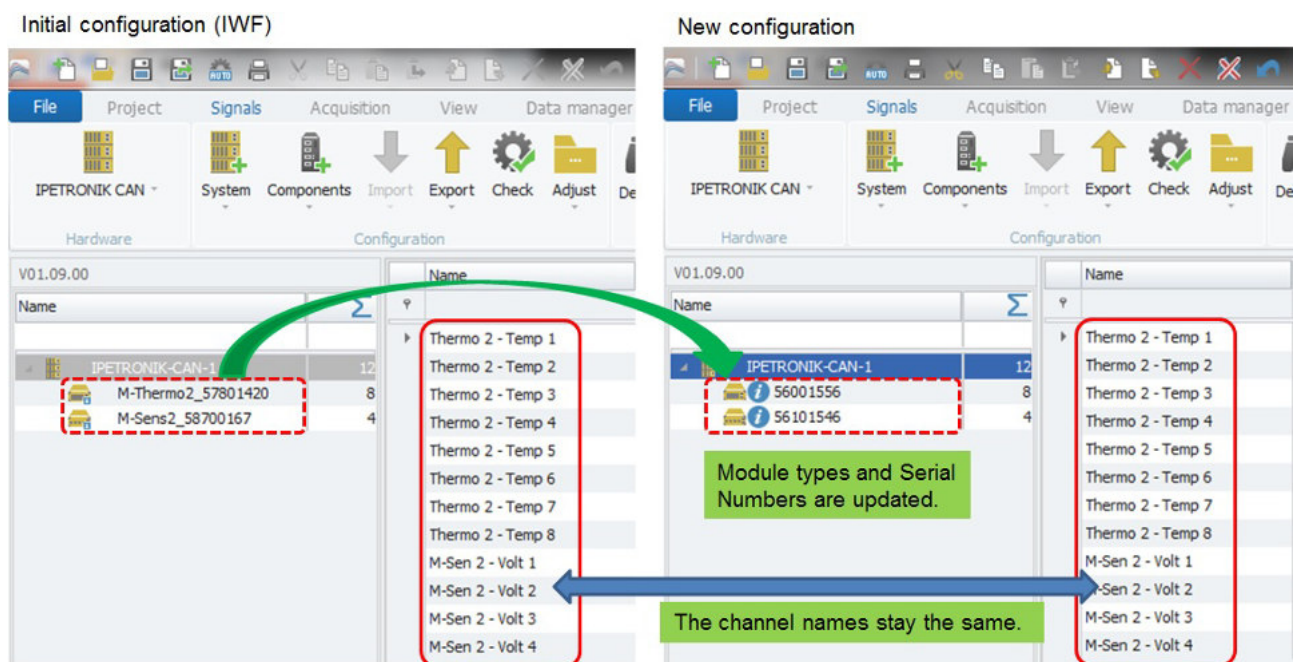 Initial configuration (IWF)
AUTO
File Project Signals Acquisition View Data manager
IPETRONIK CAN System Components Import Export Check Adjust De
Hardware Configuration
V01.09.00 Name
Name Σ
Thermo 2 - Temp 1
IPETRONIK-CAN-1 12 Thermo 2 - Temp 2
M-Thermo2_57801420 8 Thermo 2 - Temp 3
M-Sens2_58700167 4 Thermo 2 - Temp 4
Thermo 2 - Temp 5
Thermo 2 - Temp 6
Thermo 2 - Temp 7
Thermo 2 - Temp 8
M-Sen 2 - Volt 1
M-Sen 2 - Volt 2
M-Sen 2 - Volt 3
M-Sen 2 - Volt 4
New configuration
AUTO
File Project Signals Acquisition View Data manager
IPETRONIK CAN System Components Import Export Check Adjust De
Hardware Configuration
V01.09.00 Name
Name Σ
Thermo 2 - Temp 1
IPETRONIK-CAN-1 12 Thermo 2 - Temp 2
56001556 8 Thermo 2 - Temp 3
56101546 4 Thermo 2 - Temp 4
Thermo 2 - Temp 5
Thermo 2 - Temp 6
Thermo 2 - Temp 7
Thermo 2 - Temp 8
M-Sen 2 - Volt 1
-Sen 2 - Volt 2
M-Sen 2 - Volt 3
M-Sen 2 - Volt 4
Module types and Serial
Numbers are updated.
The channel names stay the same.